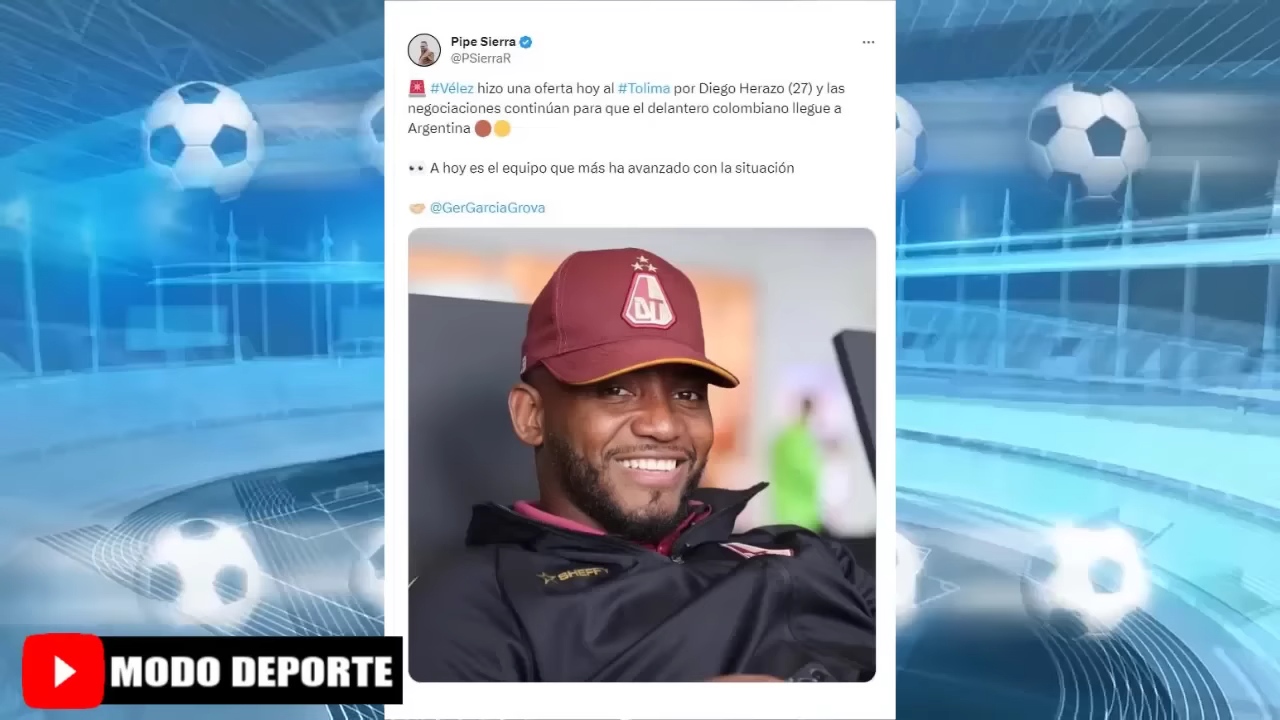 Pipe Sierra
@PSierraR
🚨 #Vélez hizo una oferta hoy al #Tolima por Diego Herazo (27) y las
negociaciones continúan para que el delantero colombiano llegue a
Argentina 🟤🟡
👀 A hoy es el equipo que más ha avanzado con la situación
🤝🏼 @GerGarciaGrova
DT
SHEFFY
MODO DEPORTE